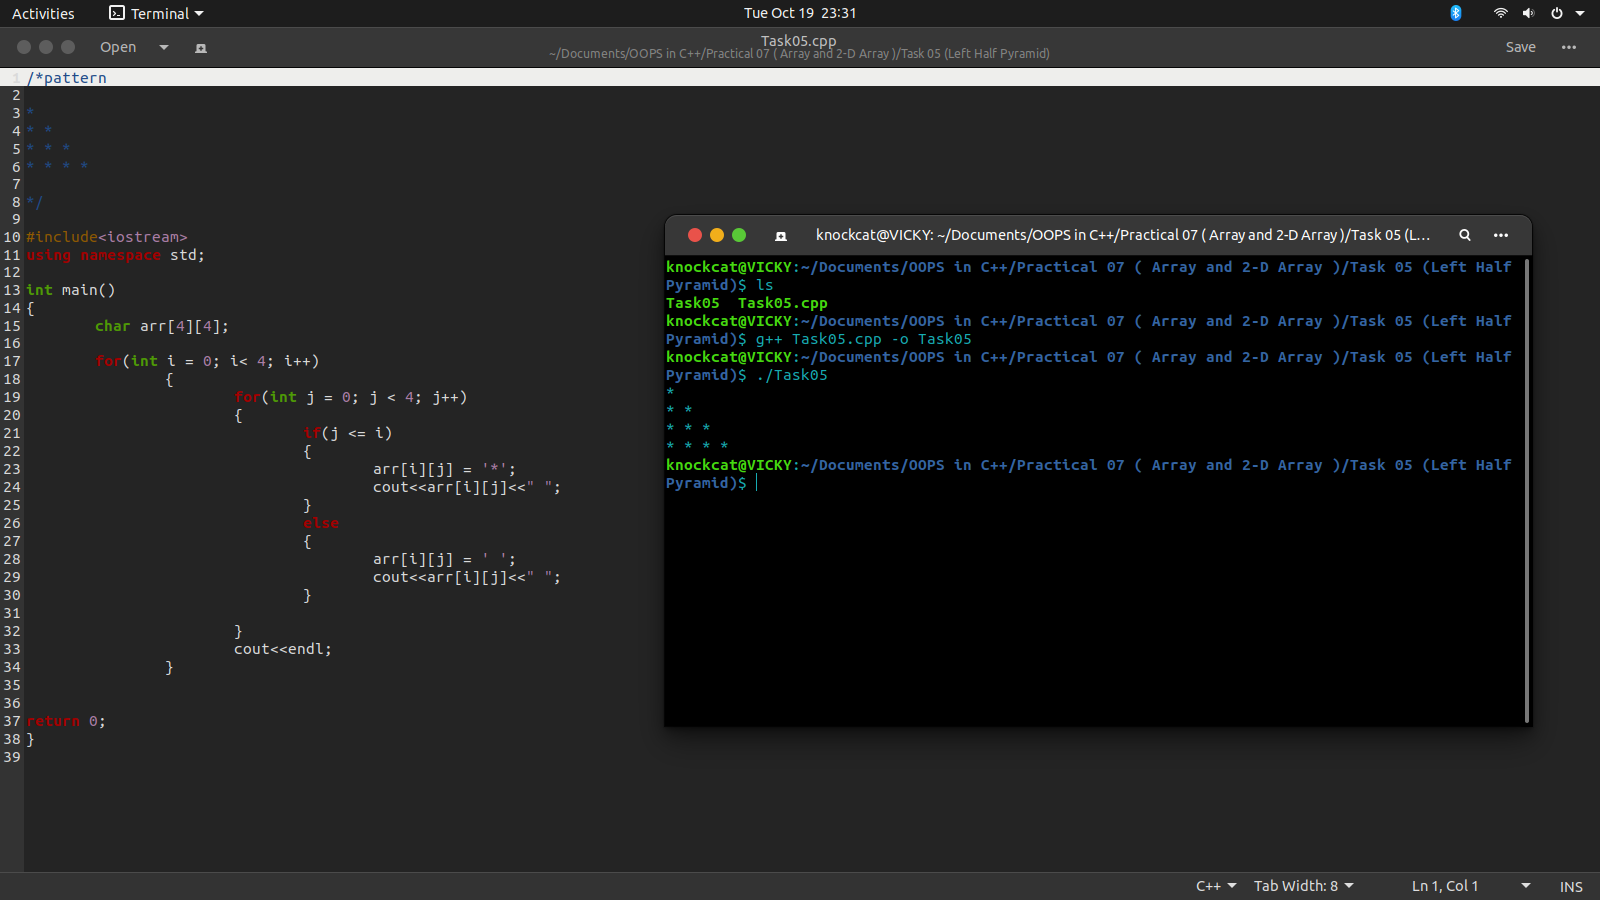 Activities Terminal Tue Oct 19 23:31
Open Task05.cpp Save
~/Documents/OOPS in C++/Practical 07 ( Array and 2-D Array )/Task 05 (Left Half Pyramid)
1 /*pattern
2
3 *
4 * *
5 * * *
6 * * * *
7
8 */
9
10 #include<iostream>
11 using namespace std;
12
13 int main()
14 {
15 char arr[4][4];
16
17 for(int i = 0; i< 4; i++)
18 {
19 for(int j = 0; j < 4; j++)
20 {
21 if(j <= i)
22 {
23 arr[i][j] = '*';
24 cout<<arr[i][j]<<" ";
25 }
26 else
27 {
28 arr[i][j] = ' ';
29 cout<<arr[i][j]<<" ";
30 }
31
32 }
33 cout<<endl;
34 }
35
36
37 return 0;
38 }
39
knockcat@VICKY: ~/Documents/OOPS in C++/Practical 07 ( Array and 2-D Array )/Task 05 (L...
knockcat@VICKY:~/Documents/OOPS in C++/Practical 07 ( Array and 2-D Array )/Task 05 (Left Half
Pyramid)$ ls
Task05 Task05.cpp
knockcat@VICKY:~/Documents/OOPS in C++/Practical 07 ( Array and 2-D Array )/Task 05 (Left Half
Pyramid)$ g++ Task05.cpp -o Task05
knockcat@VICKY:~/Documents/OOPS in C++/Practical 07 ( Array and 2-D Array )/Task 05 (Left Half
Pyramid)$ ./Task05
*
* *
* * *
* * * *
knockcat@VICKY:~/Documents/OOPS in C++/Practical 07 ( Array and 2-D Array )/Task 05 (Left Half
Pyramid)$
C++ Tab Width: 8 Ln 1, Col 1 INS